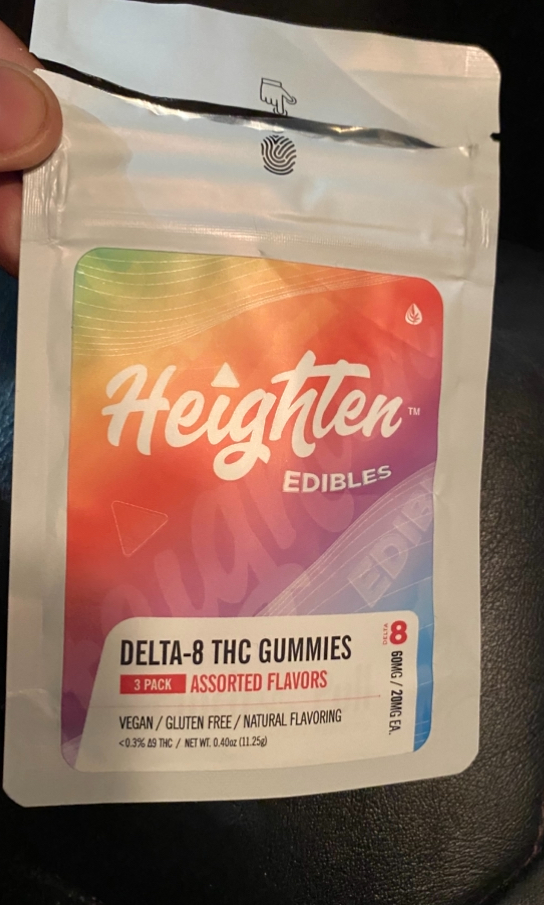 Heighten™
EDIBLES
EDIB
DELTA-8 THC GUMMIES
3 PACK ASSORTED FLAVORS
VEGAN / GLUTEN FREE / NATURAL FLAVORING
<0.3% Δ9 THC / NET WT. 0.40oz (11.25g)
DELTA 8
60MG / 20MG EA.